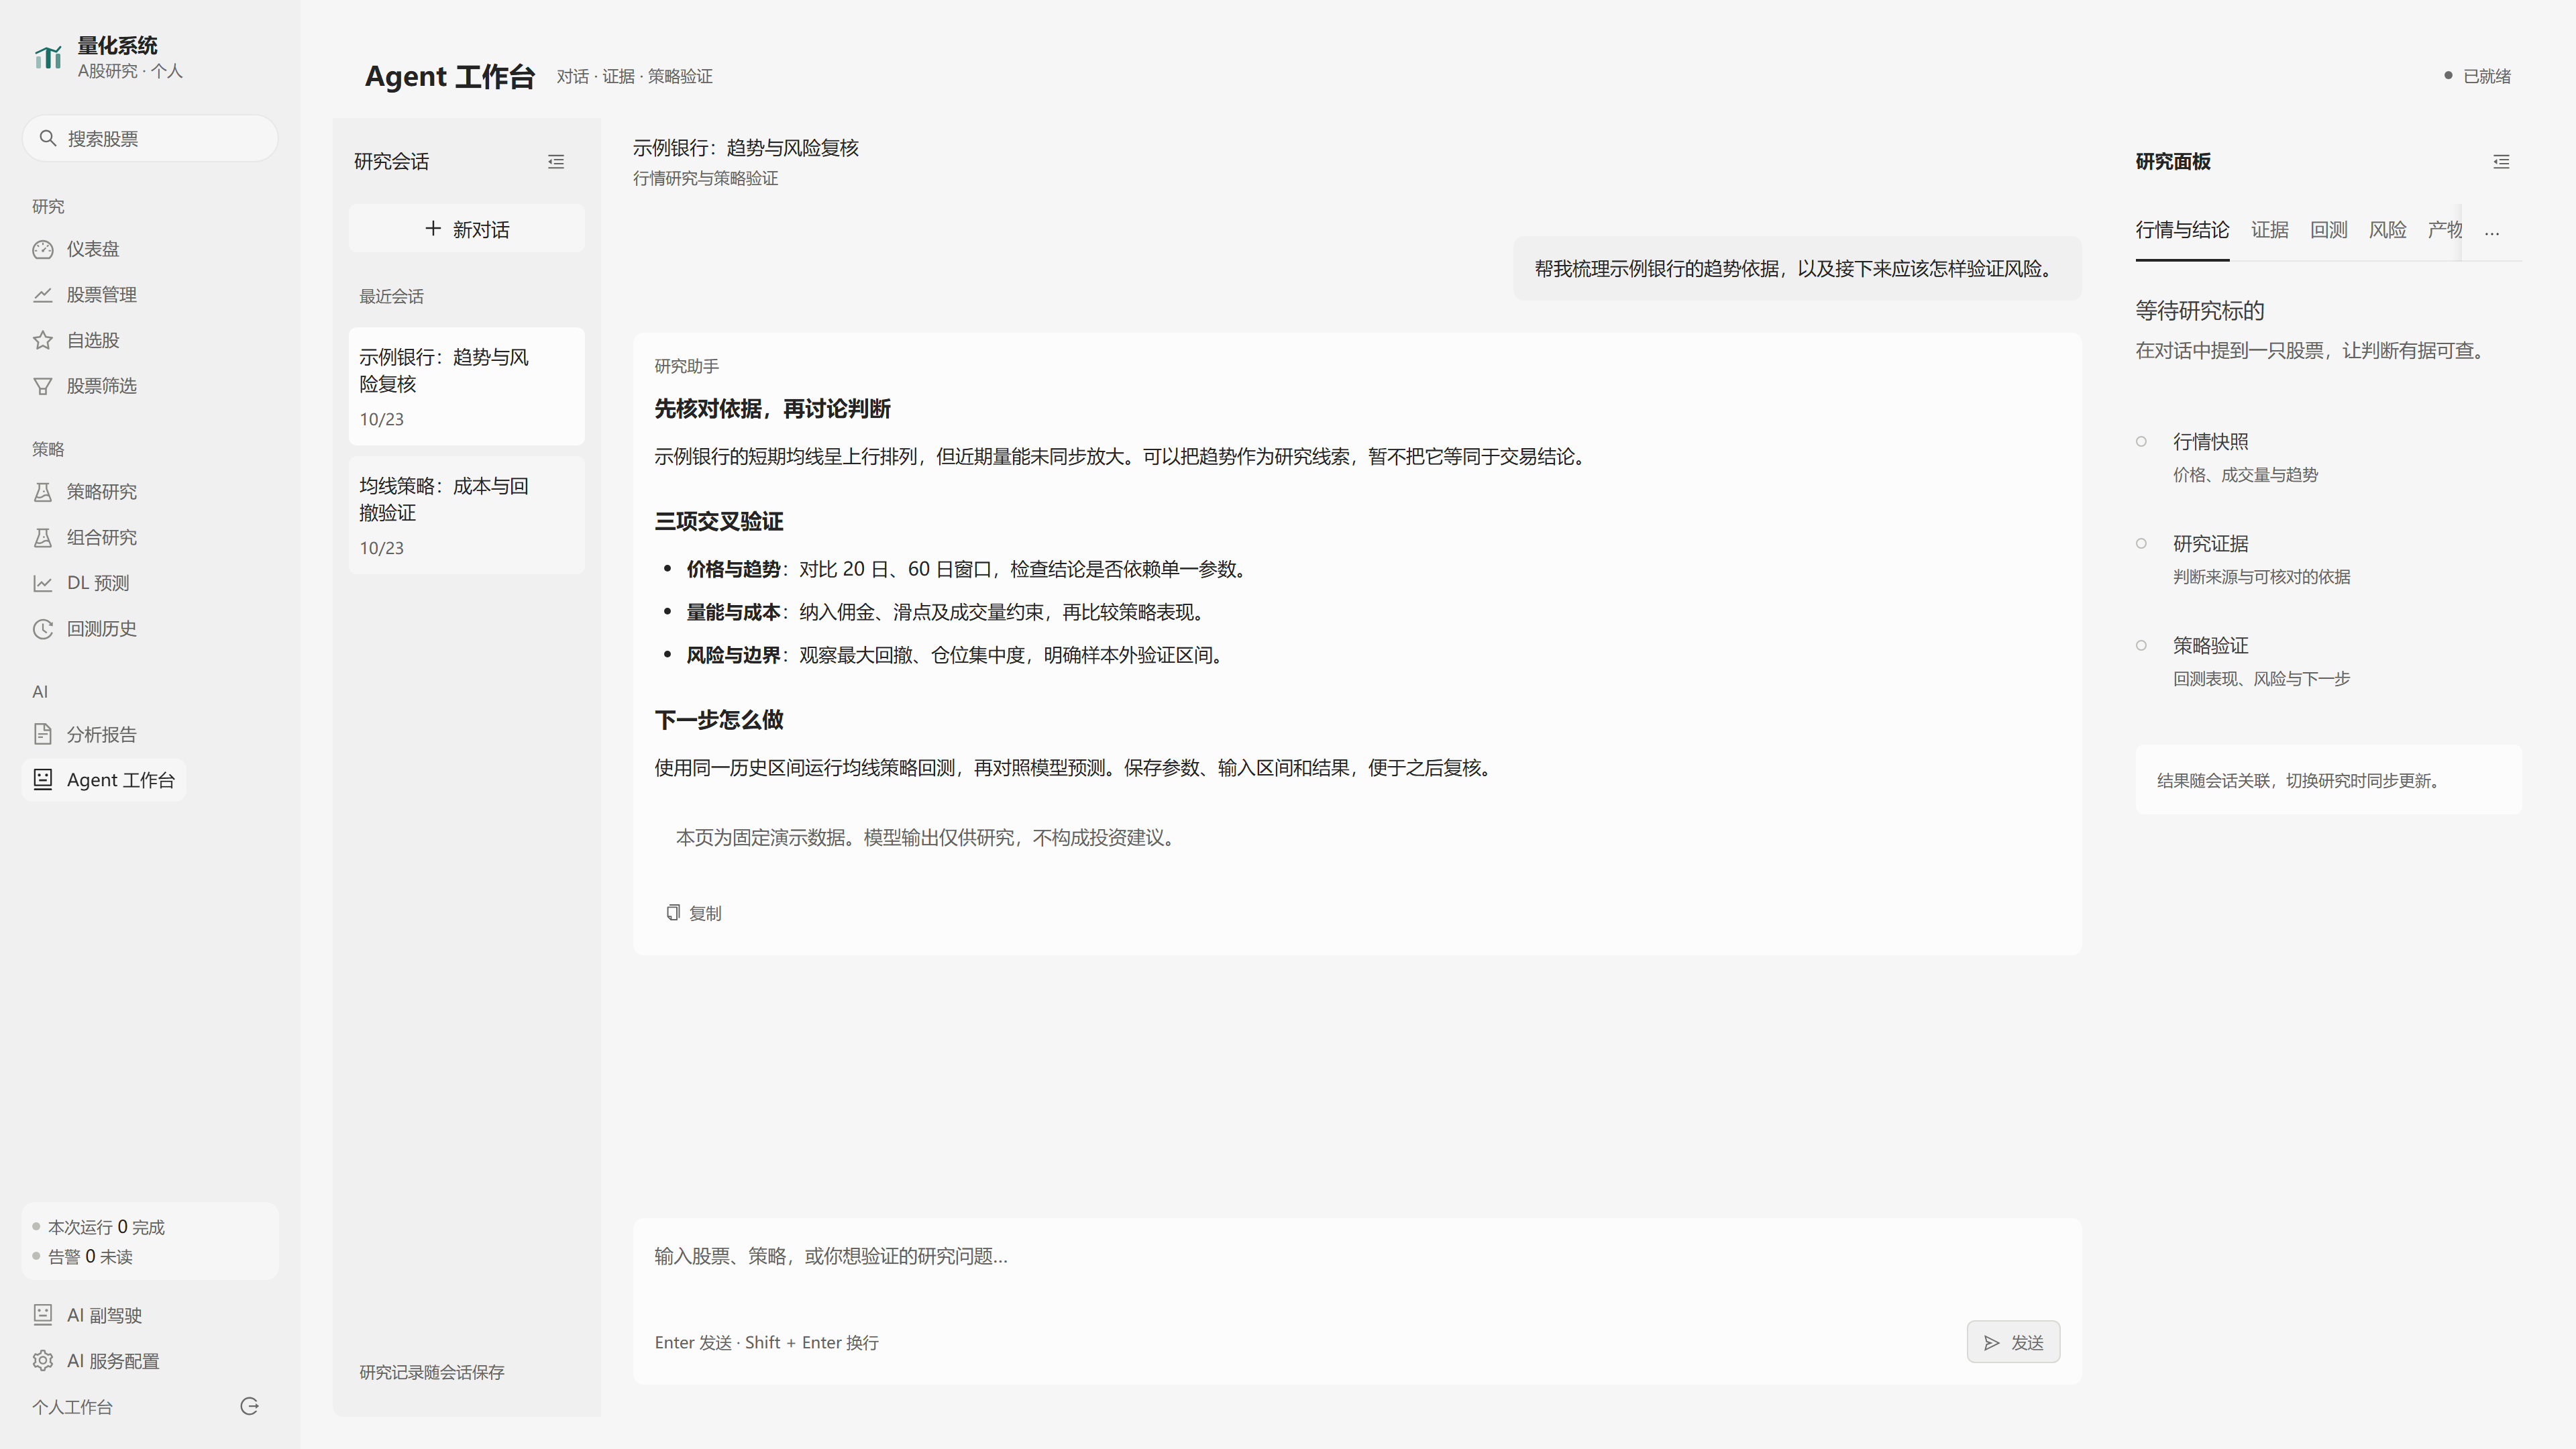 量化系统
A股研究 · 个人
搜索股票
研究
仪表盘
股票管理
自选股
股票筛选
策略
策略研究
组合研究
DL 预测
回测历史
AI
分析报告
Agent 工作台
本次运行 0 完成
告警 0 未读
AI 副驾驶
AI 服务配置
个人工作台
Agent 工作台
对话 · 证据 · 策略验证
已就绪
研究会话
新对话
最近会话
示例银行：趋势与风
险复核
10/23
均线策略：成本与回
撤验证
10/23
研究记录随会话保存
示例银行：趋势与风险复核
行情研究与策略验证
帮我梳理示例银行的趋势依据，以及接下来应该怎样验证风险。
研究助手
先核对依据，再讨论判断
示例银行的短期均线呈上行排列，但近期量能未同步放大。可以把趋势作为研究线索，暂不把它等同于交易结论。
三项交叉验证
• 价格与趋势：对比 20 日、60 日窗口，检查结论是否依赖单一参数。
• 量能与成本：纳入佣金、滑点及成交量约束，再比较策略表现。
• 风险与边界：观察最大回撤、仓位集中度，明确样本外验证区间。
下一步怎么做
使用同一历史区间运行均线策略回测，再对照模型预测。保存参数、输入区间和结果，便于之后复核。
本页为固定演示数据。模型输出仅供研究，不构成投资建议。
复制
输入股票、策略，或你想验证的研究问题...
Enter 发送 · Shift + Enter 换行
发送
研究面板
行情与结论 证据 回测 风险 产物 ...
等待研究标的
在对话中提到一只股票，让判断有据可查。
行情快照
价格、成交量与趋势
研究证据
判断来源与可核对的依据
策略验证
回测表现、风险与下一步
结果随会话关联，切换研究时同步更新。